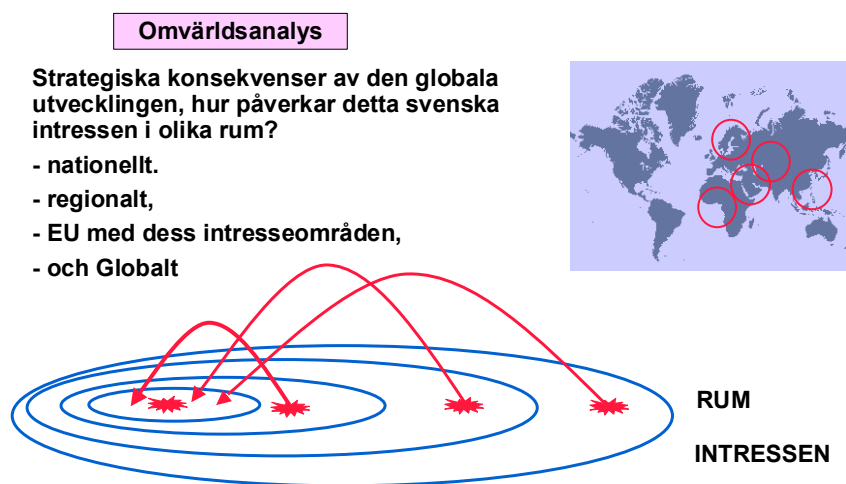 Omvärldsanalys
Strategiska konsekvenser av den globala
utvecklingen, hur påverkar detta svenska
intressen i olika rum?
- nationellt.
- regionalt,
- EU med dess intresseområden,
- och Globalt
RUM
INTRESSEN